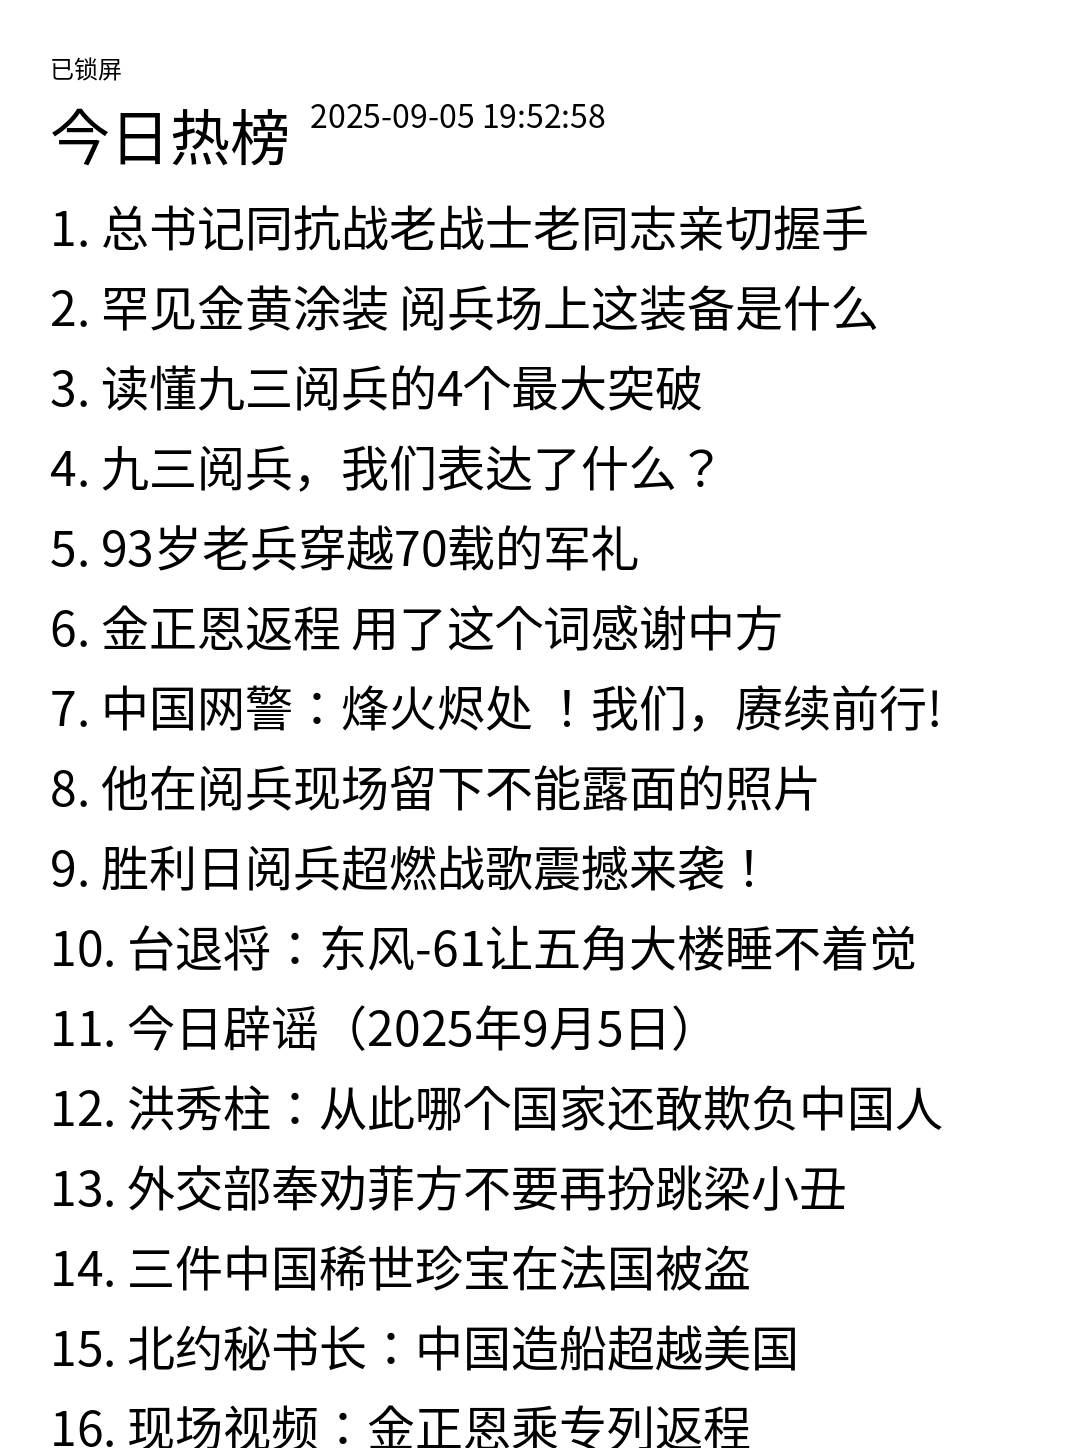 已锁屏
今日热榜 2025-09-05 19:52:58
1. 总书记同抗战老战士老同志亲切握手
2. 罕见金黄涂装 阅兵场上这装备是什么
3. 读懂九三阅兵的4个最大突破
4. 九三阅兵，我们表达了什么？
5. 93岁老兵穿越70载的军礼
6. 金正恩返程 用了这个词感谢中方
7. 中国网警：烽火烬处 ！我们，赓续前行!
8. 他在阅兵现场留下不能露面的照片
9. 胜利日阅兵超燃战歌震撼来袭！
10. 台退将：东风-61让五角大楼睡不着觉
11. 今日辟谣（2025年9月5日）
12. 洪秀柱：从此哪个国家还敢欺负中国人
13. 外交部奉劝菲方不要再扮跳梁小丑
14. 三件中国稀世珍宝在法国被盗
15. 北约秘书长：中国造船超越美国
16. 现场视频：金正恩乘专列返程